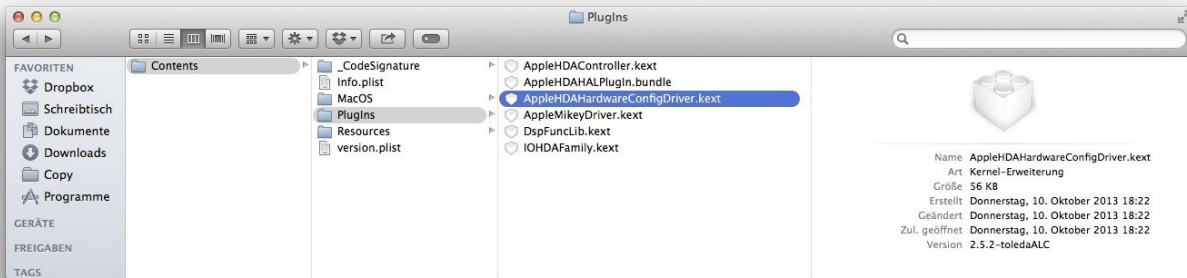 PlugIns
FAVORITEN
Dropbox
Schreibtisch
Dokumente
Downloads
Copy
Programme
GERÄTE
FREIGABEN
TAGS
Contents
_CodeSignature
Info.plist
MacOS
PlugIns
Resources
version.plist
AppleHDAController.kext
AppleHDAHALPlugIn.bundle
AppleHDAHardwareConfigDriver.kext
AppleMikeyDriver.kext
DspFuncLib.kext
IOHDAFamily.kext
Name AppleHDAHardwareConfigDriver.kext
Art Kernel-Erweiterung
Größe 56 KB
Erstellt Donnerstag, 10. Oktober 2013 18:22
Geändert Donnerstag, 10. Oktober 2013 18:22
Zul. geöffnet Donnerstag, 10. Oktober 2013 18:22
Version 2.5.2-toledaALC